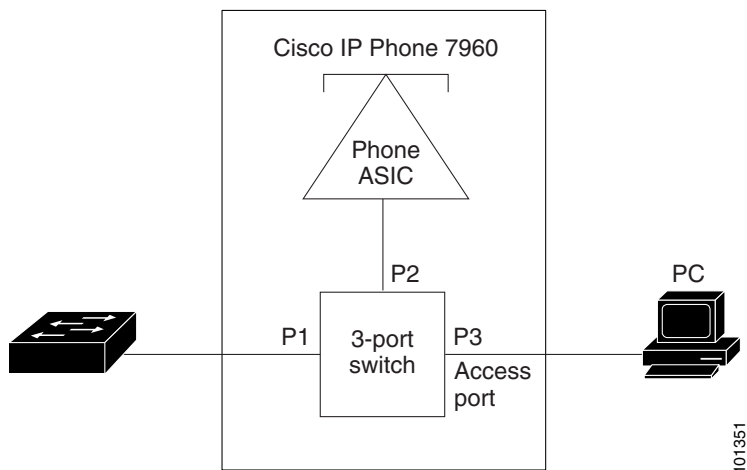 Cisco IP Phone 7960
Phone
ASIC
P2
PC
P1
3-port
switch
P3
Access
port
101351